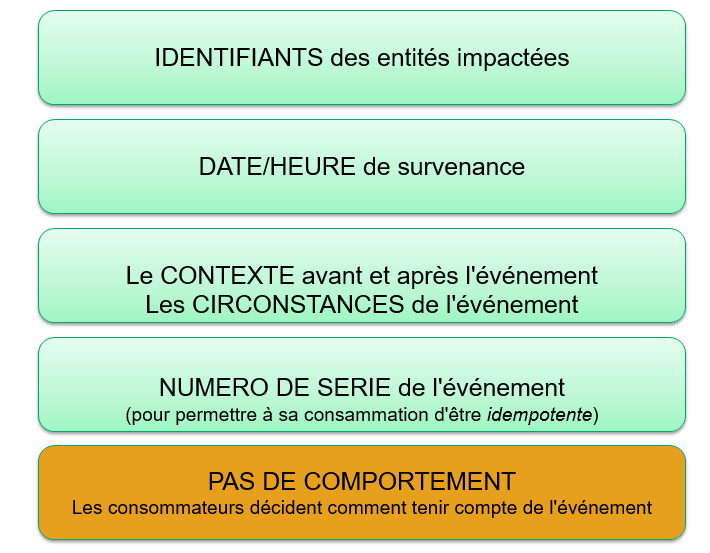 IDENTIFIANTS des entités impactées
DATE/HEURE de survenance
Le CONTEXTE avant et après l'événement
Les CIRCONSTANCES de l'événement
NUMERO DE SERIE de l'événement
(pour permettre à sa consammation d'être idempotente)
PAS DE COMPORTEMENT
Les consommateurs décident comment tenir compte de l'événement